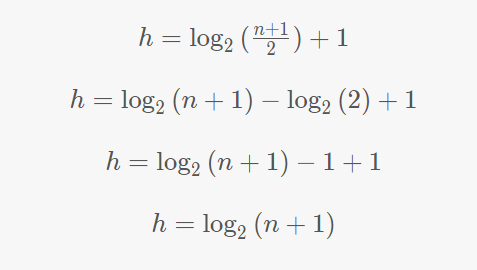 h = log₂ ((n+1)/2) + 1
h = log₂ (n + 1) − log₂ (2) + 1
h = log₂ (n + 1) − 1 + 1
h = log₂ (n + 1)